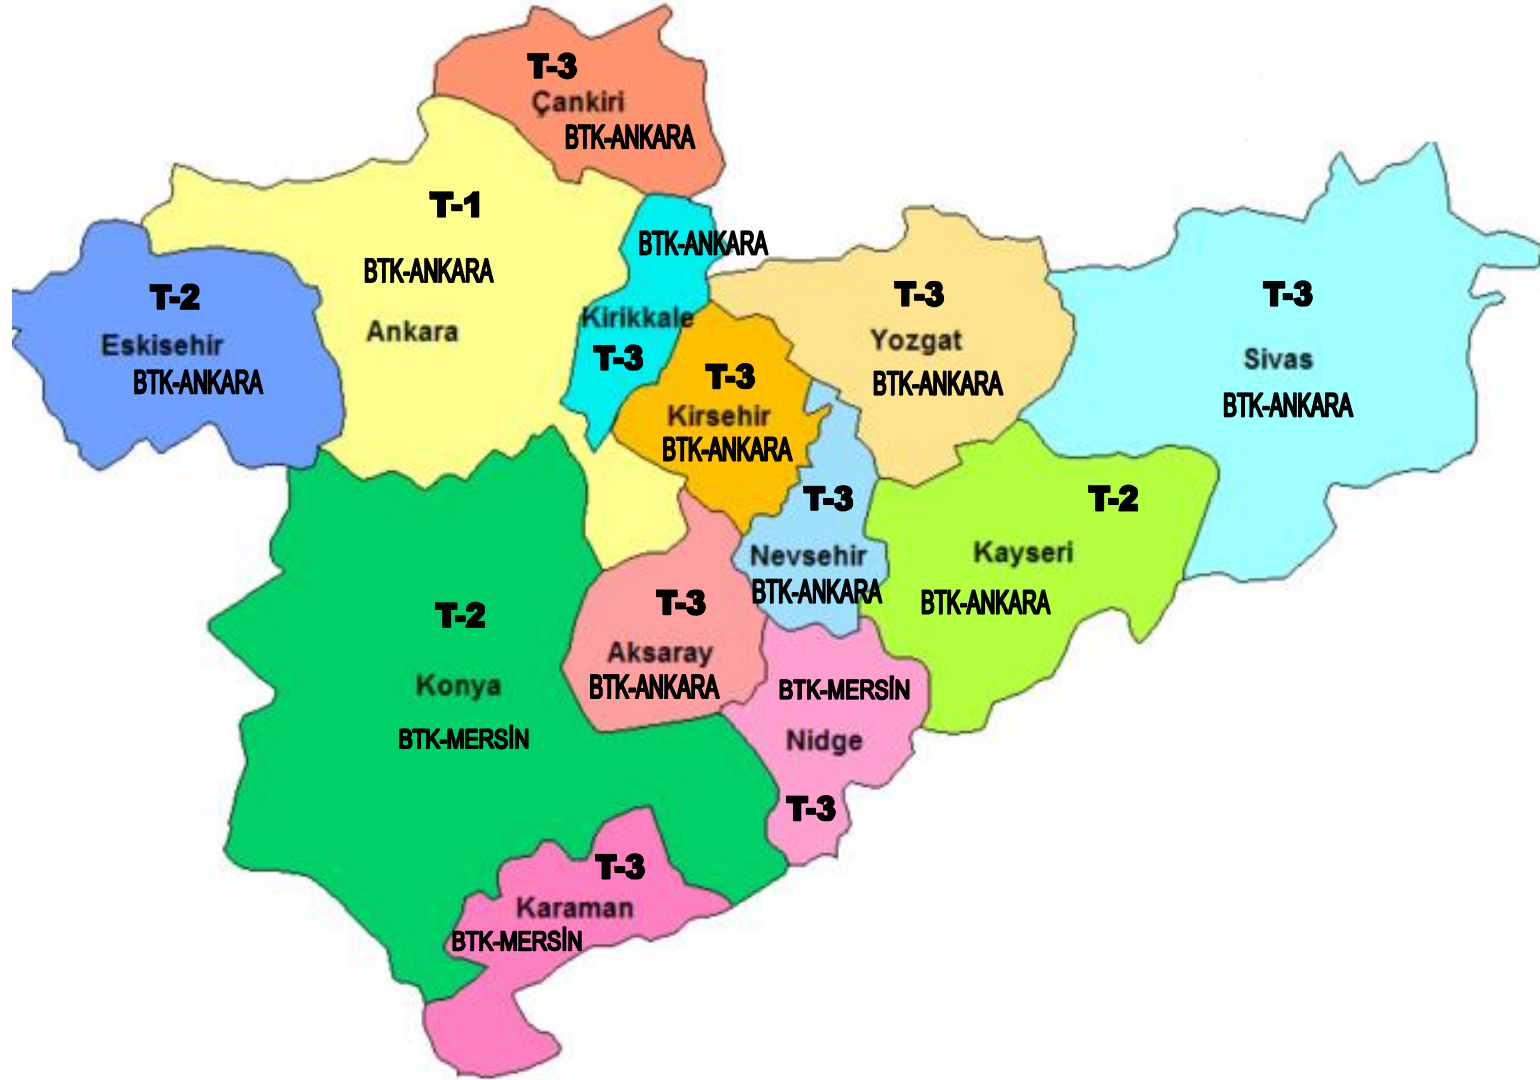 T-3
Çankiri
BTK-ANKARA
T-1
BTK-ANKARA
Ankara
T-2
Eskisehir
BTK-ANKARA
BTK-ANKARA
Kirikkale
T-3
T-3
Kirsehir
BTK-ANKARA
T-3
Yozgat
BTK-ANKARA
T-3
Sivas
BTK-ANKARA
T-3
Nevsehir
BTK-ANKARA
T-2
Kayseri
BTK-ANKARA
T-2
Konya
BTK-MERSİN
T-3
Aksaray
BTK-ANKARA
BTK-MERSİN
Nidge
T-3
T-3
Karaman
BTK-MERSİN